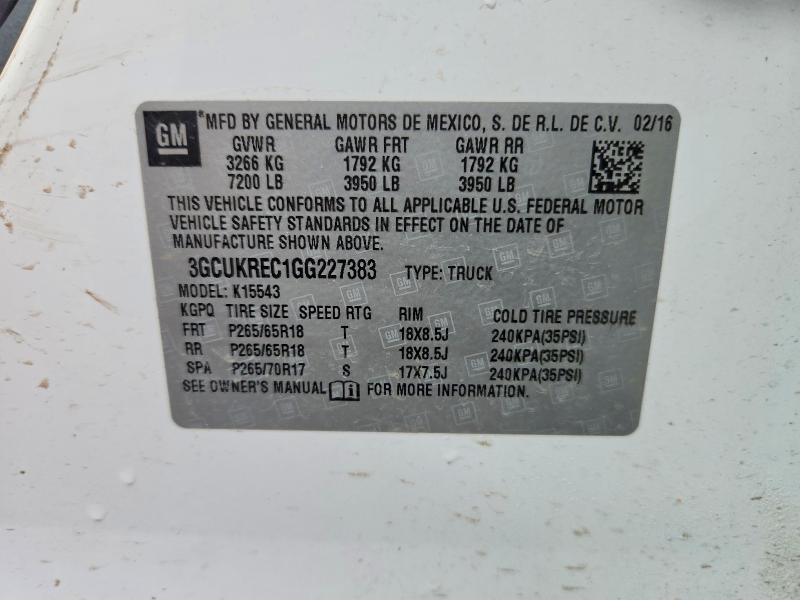 GM *MFD BY GENERAL MOTORS DE MEXICO, S. DE R.L. DE C.V. 02/16
GVWR GAWR FRT GAWR RR
3266 KG 1792 KG 1792 KG
7200 LB 3950 LB 3950 LB
THIS VEHICLE CONFORMS TO ALL APPLICABLE U.S. FEDERAL MOTOR
VEHICLE SAFETY STANDARDS IN EFFECT ON THE DATE OF
MANUFACTURE SHOWN ABOVE.
3GCUKREC1GG227383 TYPE: TRUCK
MODEL: K15543
KGPQ TIRE SIZE SPEED RTG RIM COLD TIRE PRESSURE
FRT P265/65R18 T 18X8.5J 240KPA(35PSI)
RR P265/65R18 T 18X8.5J 240KPA(35PSI)
SPA P265/70R17 S 17X7.5J 240KPA(35PSI)
SEE OWNER'S MANUAL FOR MORE INFORMATION.